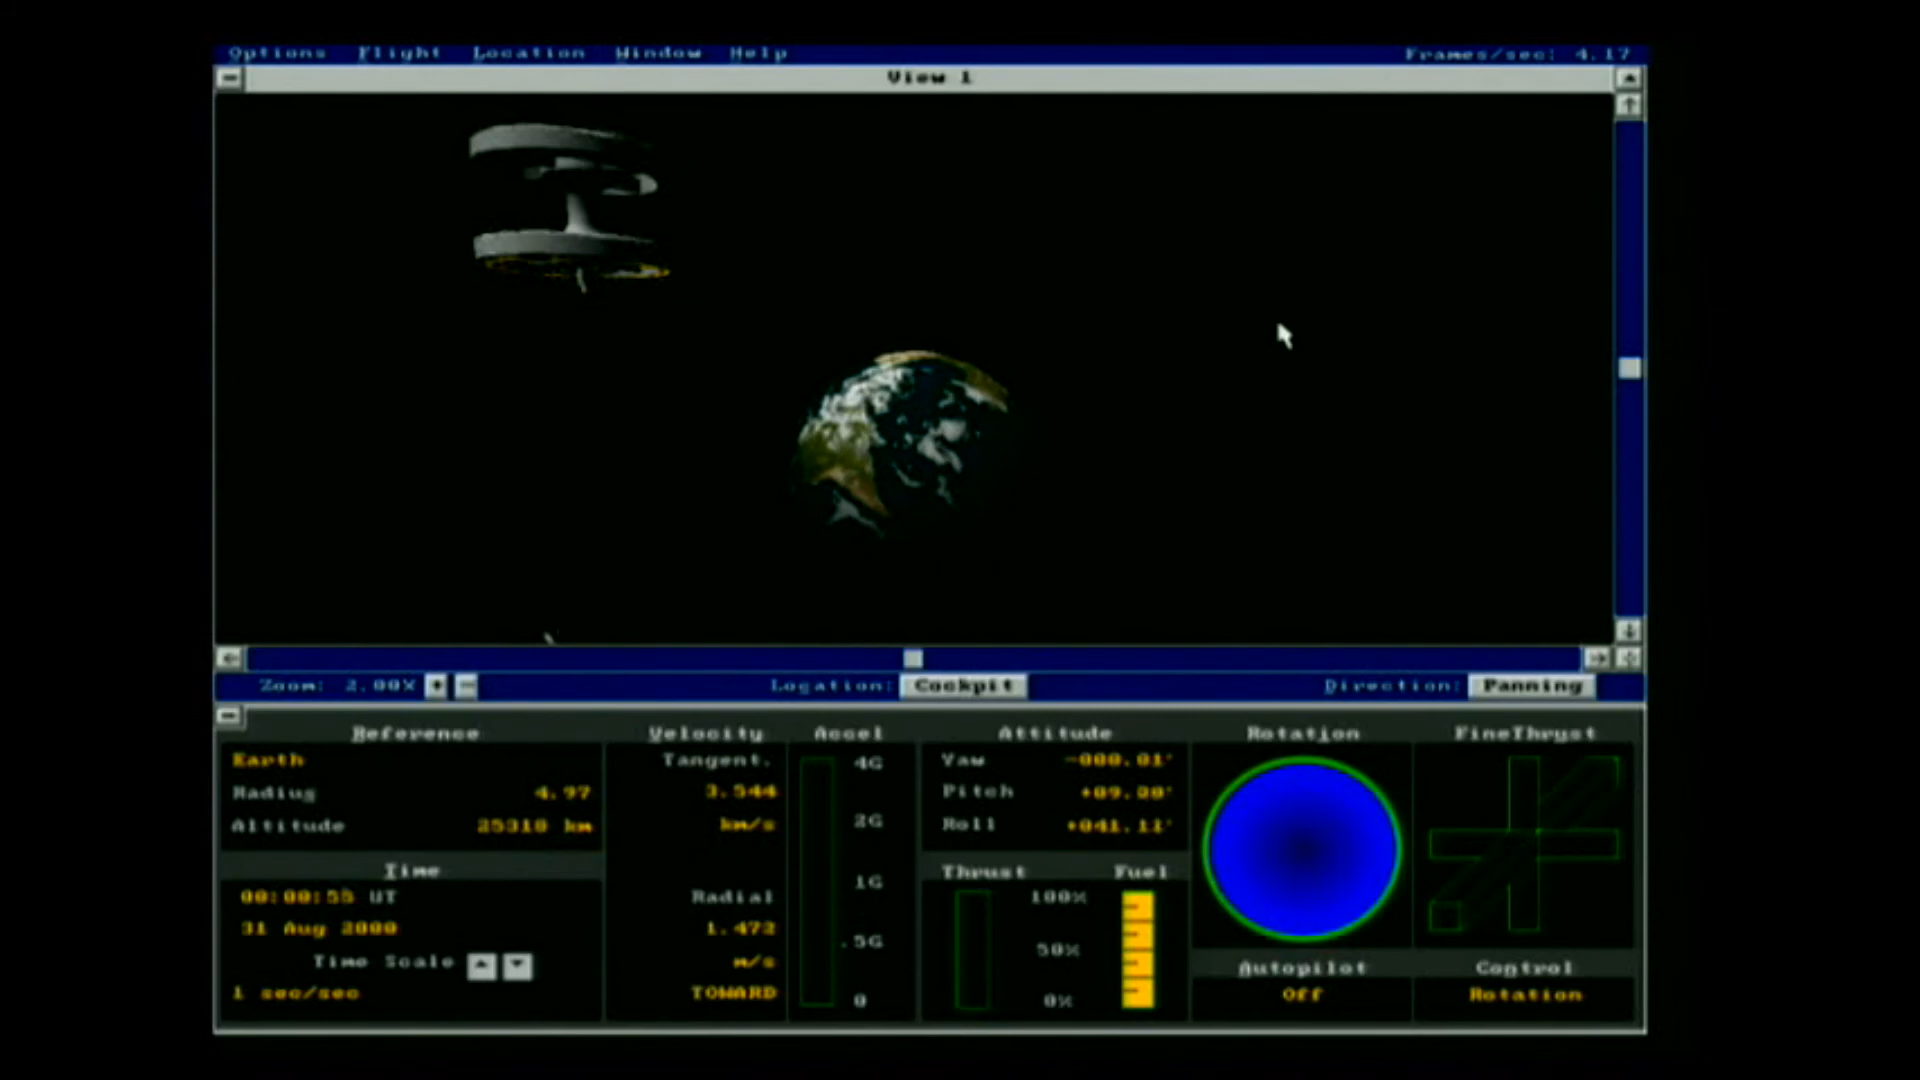 Options Flight Location Window Help Frames/sec: 4.17
View 1
Zoom: 2.00X + - Location: Cockpit Direction: Panning
Reference Velocity Accel Attitude Rotation FineThrust
Earth Tangent. 4G Yaw -000.01°
Radius 4.97 3.544 Pitch +09.20°
Altitude 25318 km km/s 2G Roll +041.11°
Time Thrust Fuel
00:00:55 UT Radial 1G 100%
31 Aug 2000 1.472 .5G 50%
Time Scale m/s Autopilot Control
1 sec/sec TOWARD 0 0% Off Rotation